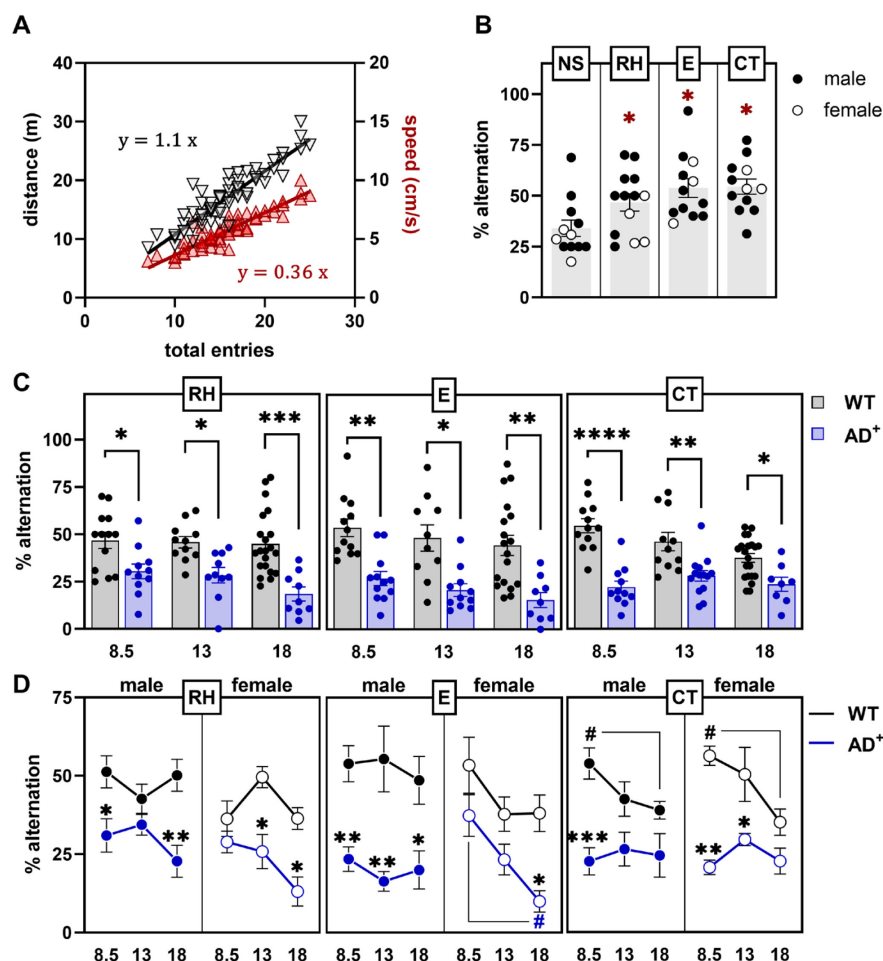 A
B
40
30
20
10
0
distance (m)
20
15
10
5
0
speed (cm/s)
y = 1.1 x
y = 0.36 x
0 10 20 30
total entries
NS RH E CT
% alternation
100
75
50
25
0
* * *
male
female
C
RH E CT
WT
AD+
% alternation
100
75
50
25
0
* * *** ** * ** **** ** *
8.5 13 18 8.5 13 18 8.5 13 18
D
male RH female male E female male CT female
WT
AD+
% alternation
75
50
25
0
# #
* ** * * ** ** * * *** ** *
#
8.5 13 18 8.5 13 18 8.5 13 18 8.5 13 18 8.5 13 18 8.5 13 18